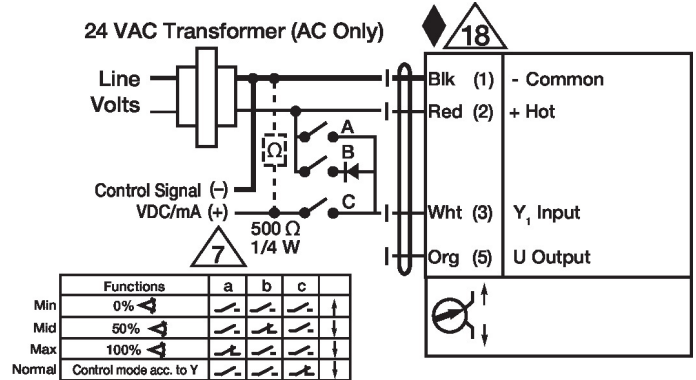 24 VAC Transformer (AC Only)
18
Line
Volts
Blk (1) - Common
Red (2) + Hot
A
Ω
B
Control Signal (-)
C
VDC/mA (+)
Wht (3) Y1 Input
500 Ω
1/4 W
7
Org (5) U Output
Functions a b c
Min 0%
Mid 50%
Max 100%
Normal Control mode acc. to Y